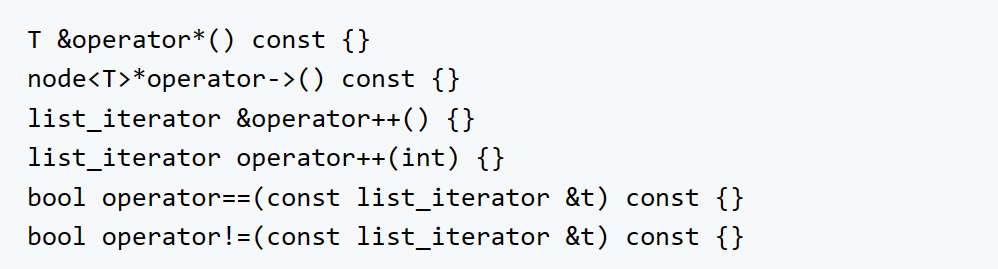 T &operator*() const {}
node<T>*operator->() const {}
list_iterator &operator++() {}
list_iterator operator++(int) {}
bool operator==(const list_iterator &t) const {}
bool operator!=(const list_iterator &t) const {}